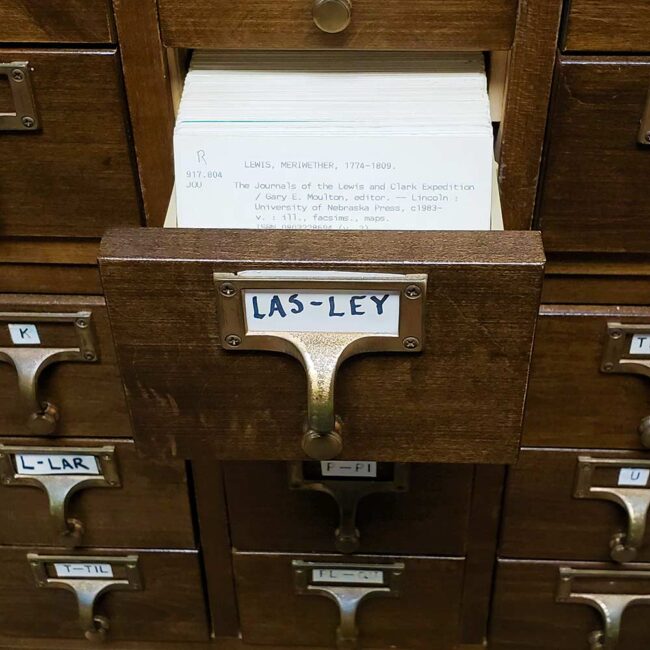 R
LEWIS, MERIWETHER, 1774-1809.
917.804
JOU
The Journals of the Lewis and Clark Expedition
/ Gary E. Moulton, editor. -- Lincoln :
University of Nebraska Press, c1983-
v. : ill., facsims., maps.
LAS-LEY
K
T
L-LAR
P-PI
U
T-TIL